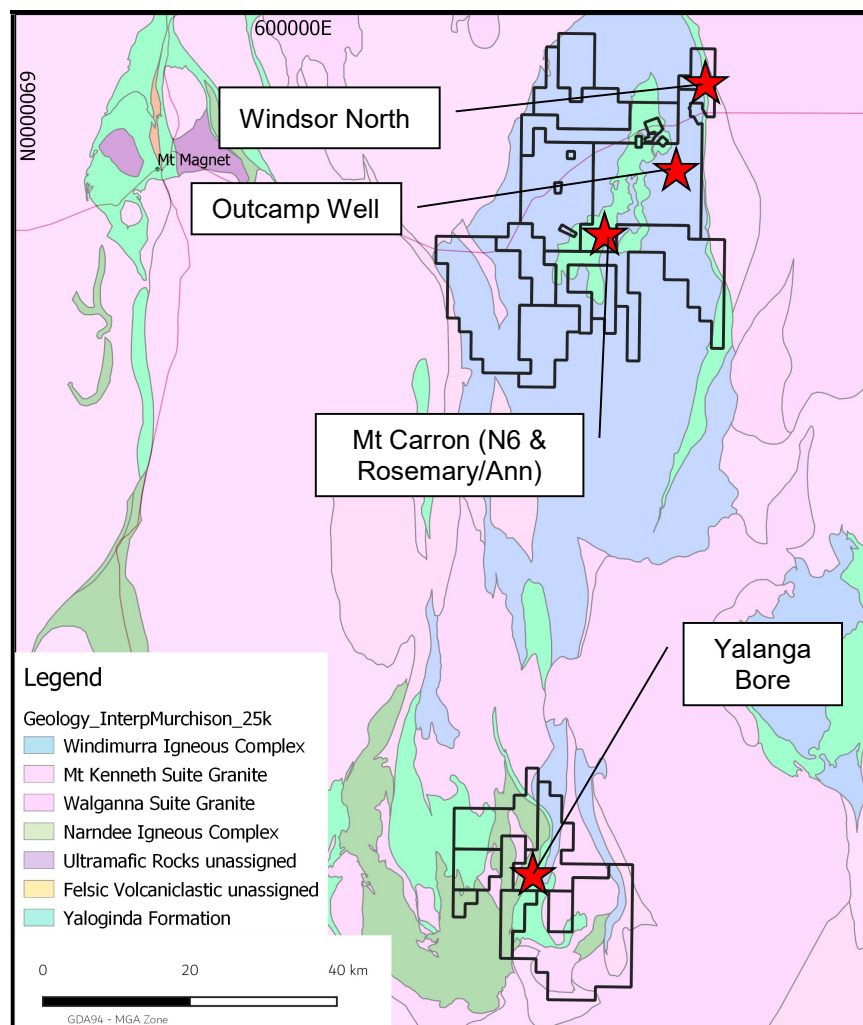 600000E
N0000069
Windsor North
Mt Magnet
Outcamp Well
Mt Carron (N6 &
Rosemary/Ann)
Yalanga
Bore
Legend
Geology_InterpMurchison_25k
Windimurra Igneous Complex
Mt Kenneth Suite Granite
Walganna Suite Granite
Narndee Igneous Complex
Ultramafic Rocks unassigned
Felsic Volcaniclastic unassigned
Yaloginda Formation
0 20 40 km
GDA94 - MGA Zone